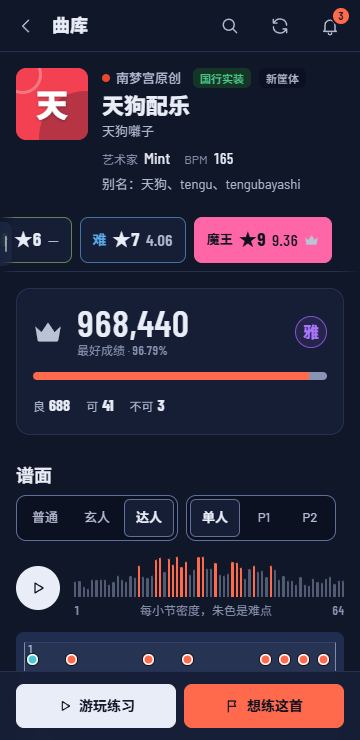 曲库
3
天
南梦宫原创 国行实装 新筐体
天狗配乐
天狗囃子
艺术家 Mint BPM 165
别名：天狗、tengu、tengubayashi
★6 —
难 ★7 4.06
魔王 ★9 9.36
968,440
最好成绩 · 96.79%
雅
良 688 可 41 不可 3
谱面
普通 玄人 达人 单人 P1 P2
1 每小节密度，朱色是难点 64
1
游玩练习
想练这首